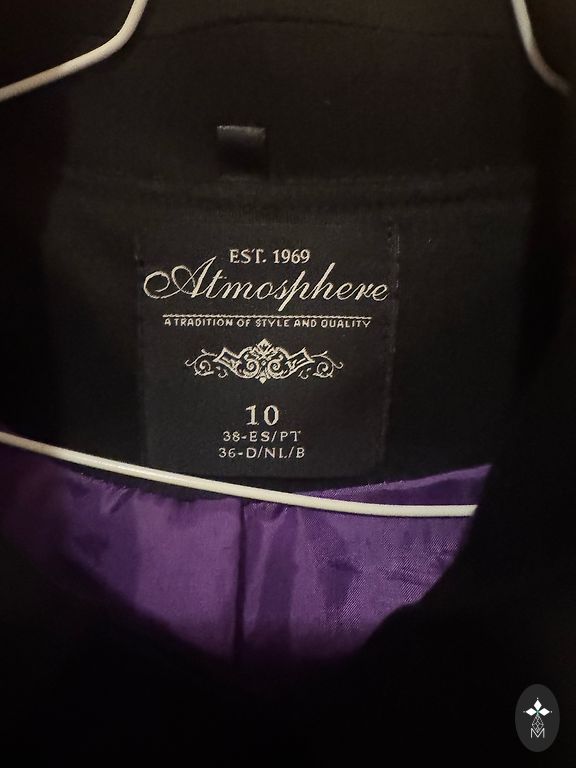 EST. 1969
Atmosphere
A TRADITION OF STYLE AND QUALITY
10
38-ES/PT
36-D/NL/B
M